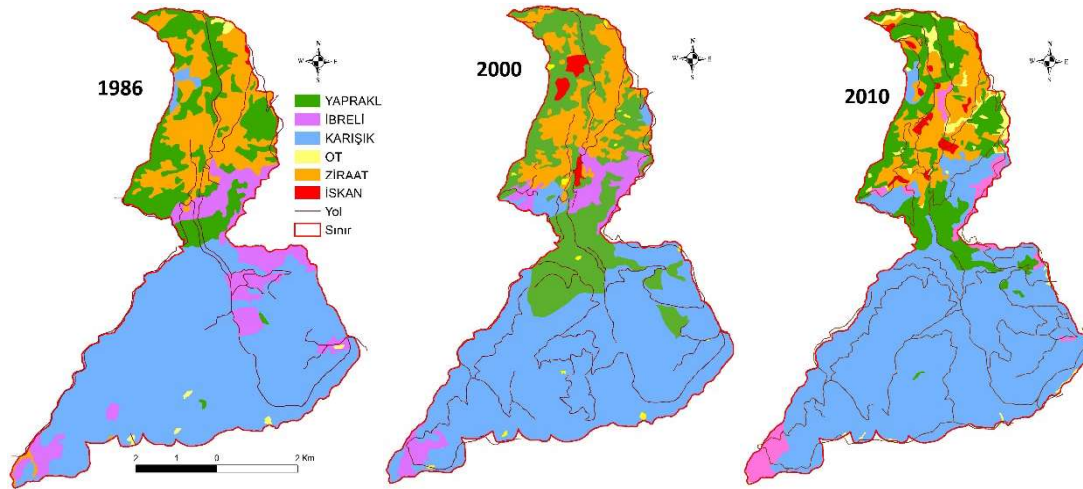 1986
N
W E
S
YAPRAKL
İBRELİ
KARIŞIK
OT
ZİRAAT
İSKAN
Yol
Sınır
2 1 0 2 Km
2000
N
W E
S
2010
N
W E
S